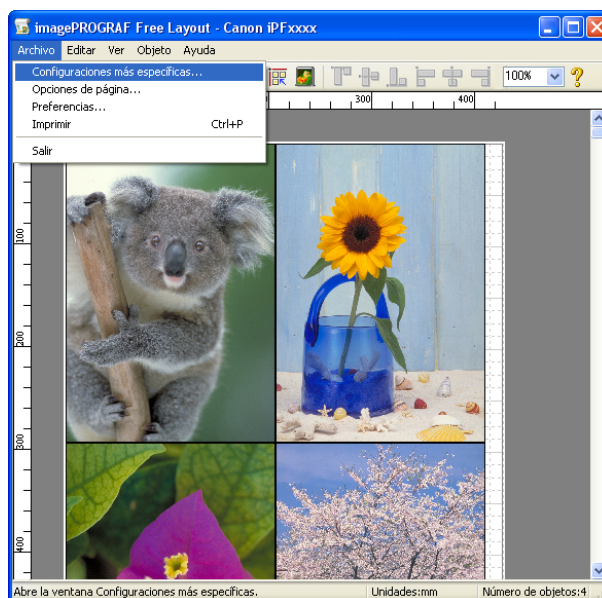 imagePROGRAF Free Layout - Canon iPFxxxx
Archivo Editar Ver Objeto Ayuda
Configuraciones más específicas...
Opciones de página...
Preferencias...
Imprimir Ctrl+P
Salir
100%
300 400
100
200
300
400
Abre la ventana Configuraciones más específicas. Unidades:mm Número de objetos:4